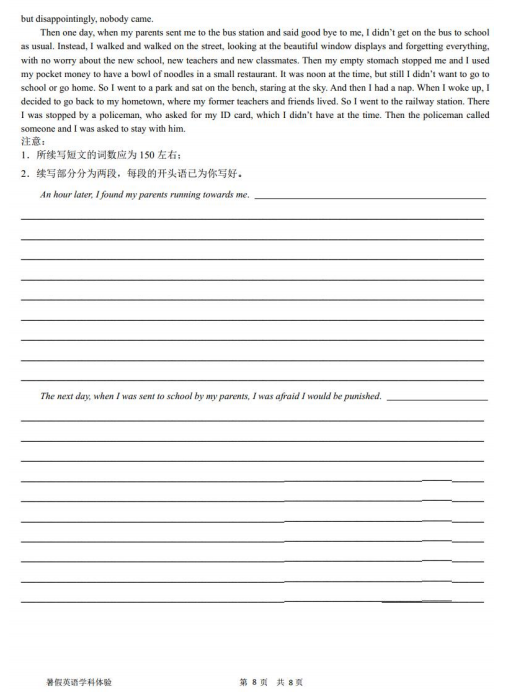 but disappointingly, nobody came.
Then one day, when my parents sent me to the bus station and said good bye to me, I didn't get on the bus to school
as usual. Instead, I walked and walked on the street, looking at the beautiful window displays and forgetting everything,
with no worry about the new school, new teachers and new classmates. Then my empty stomach stopped me and I used
my pocket money to have a bowl of noodles in a small restaurant. It was noon at the time, but still I didn't want to go to
school or go home. So I went to a park and sat on the bench, staring at the sky. And then I had a nap. When I woke up, I
decided to go back to my hometown, where my former teachers and friends lived. So I went to the railway station. There
I was stopped by a policeman, who asked for my ID card, which I didn't have at the time. Then the policeman called
someone and I was asked to stay with him.
注意：
1．所续写短文的词数应为 150 左右；
2．续写部分分为两段，每段的开头语已为你写好。
An hour later, I found my parents running towards me.
The next day, when I was sent to school by my parents, I was afraid I would be punished.
暑假英语学科体验 第 8 页 共 8 页